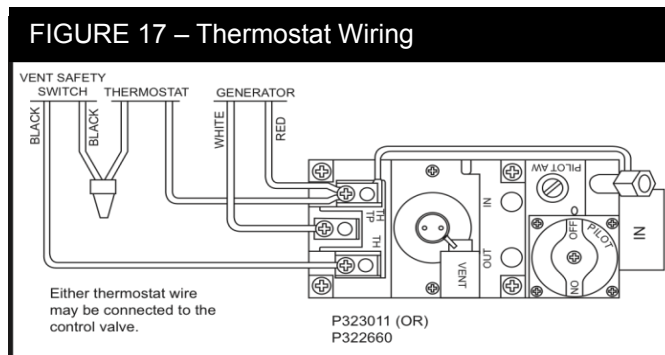 FIGURE 17 – Thermostat Wiring
VENT SAFETY
SWITCH
THERMOSTAT
GENERATOR
BLACK
BLACK
WHITE
RED
TH
TP
TH
IN
OUT
VENT
PILOT AW
OFF
PILOT
ON
IN
Either thermostat wire
may be connected to the
control valve.
P323011 (OR)
P322660